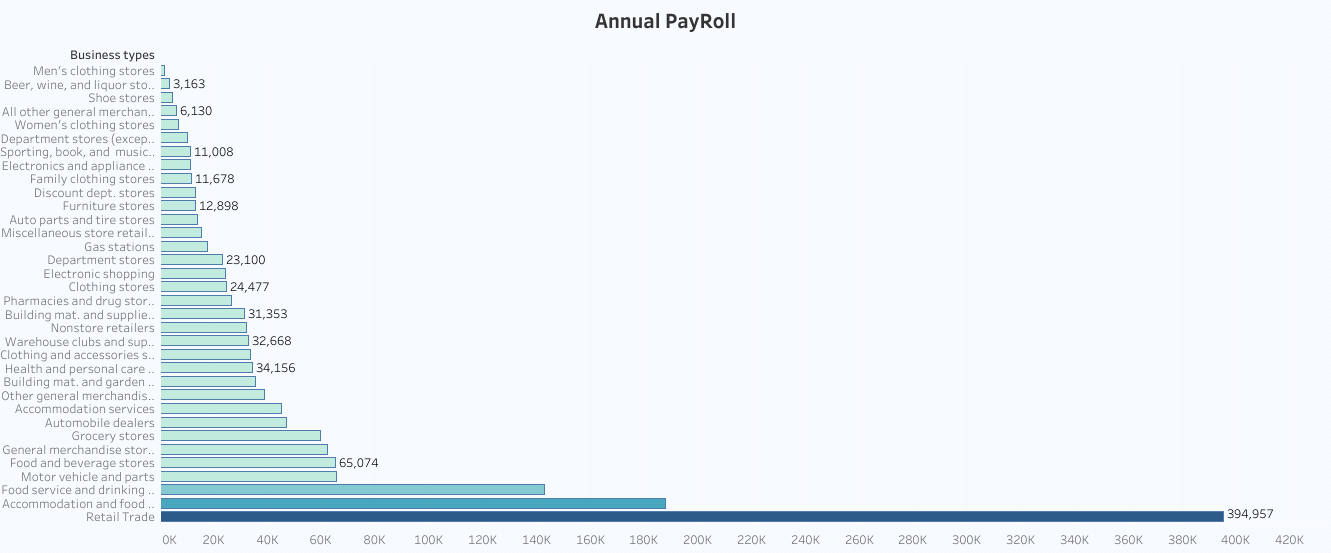 Annual PayRoll
Business types
Men's clothing stores
Beer, wine, and liquor sto.. 3,163
Shoe stores
All other general merchan.. 6,130
Women's clothing stores
Department stores (excep..
Sporting, book, and music.. 11,008
Electronics and appliance ..
Family clothing stores 11,678
Discount dept. stores
Furniture stores 12,898
Auto parts and tire stores
Miscellaneous store retail..
Gas stations
Department stores 23,100
Electronic shopping
Clothing stores 24,477
Pharmacies and drug stor..
Building mat. and supplie.. 31,353
Nonstore retailers
Warehouse clubs and sup.. 32,668
Clothing and accessories s..
Health and personal care .. 34,156
Building mat. and garden ..
Other general merchandis..
Accommodation services
Automobile dealers
Grocery stores
General merchandise stor..
Food and beverage stores 65,074
Motor vehicle and parts
Food service and drinking ..
Accommodation and food ..
Retail Trade 394,957
0K 20K 40K 60K 80K 100K 120K 140K 160K 180K 200K 220K 240K 260K 280K 300K 320K 340K 360K 380K 400K 420K